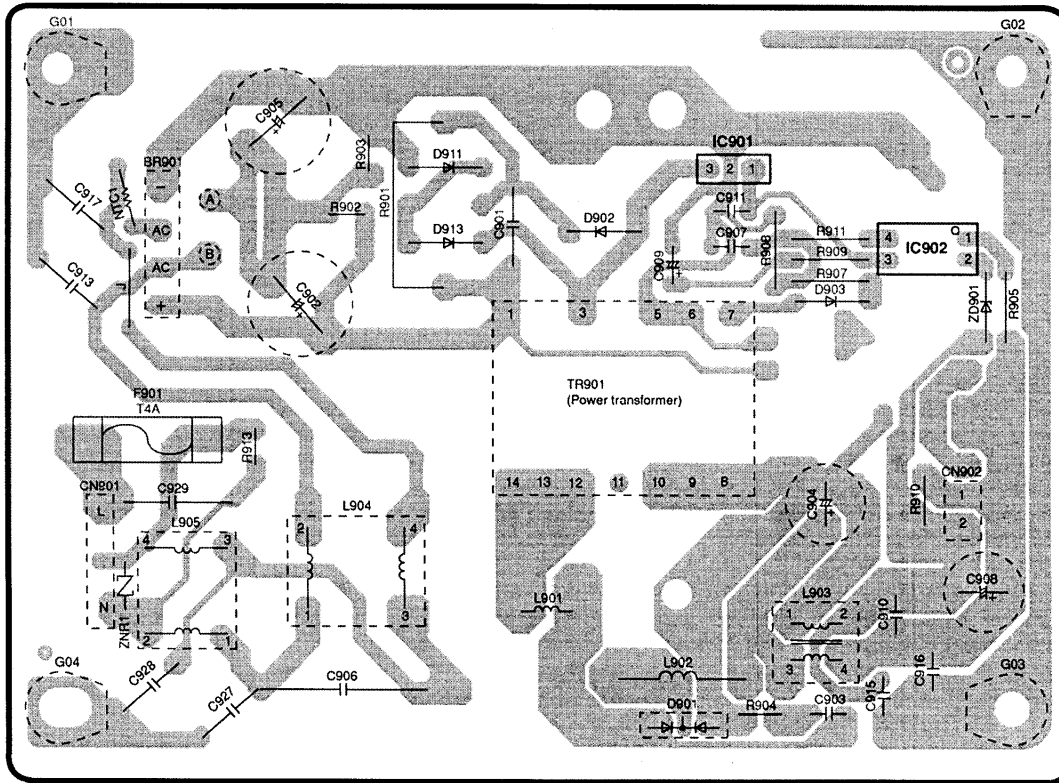 G01
G02
C905
BR901
−
AC
AC
+
C917
NTC1
A
B
R903
R902
R901
D911
D913
C901
D902
IC901
3 2 1
C911
C907
C909
R908
R911
R909
R907
D903
4
3
IC902
1
2
ZD901
R905
C913
J
C902
1 3 5 6 7
TR901
(Power transformer)
F901
T4A
R913
CN901
L
N
C929
L905
4 3
2 1
ZNR1
L904
2 4
1 3
14 13 12 11 10 9 8
C904
R910
CN902
1
2
C908
L901
L903
1 2
3 4
C910
C916
G04
G03
C928
C927
C906
L902
D901
R904
C903
C915